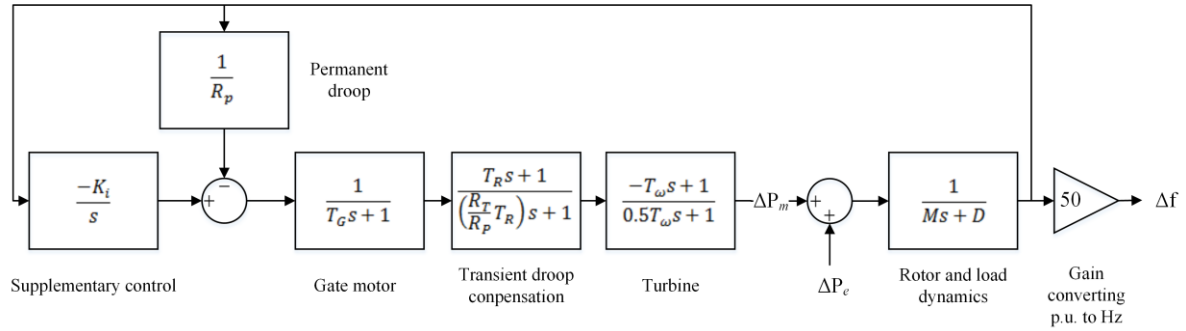 1
R_p
Permanent
droop
-K_i
s
−
+
1
T_G s + 1
T_R s + 1
(R_T/R_P T_R) s + 1
-T_ω s + 1
0.5T_ω s + 1
ΔP_m
+
+
1
Ms + D
50
Δf
ΔP_e
Supplementary control
Gate motor
Transient droop
conpensation
Turbine
Rotor and load
dynamics
Gain
converting
p.u. to Hz